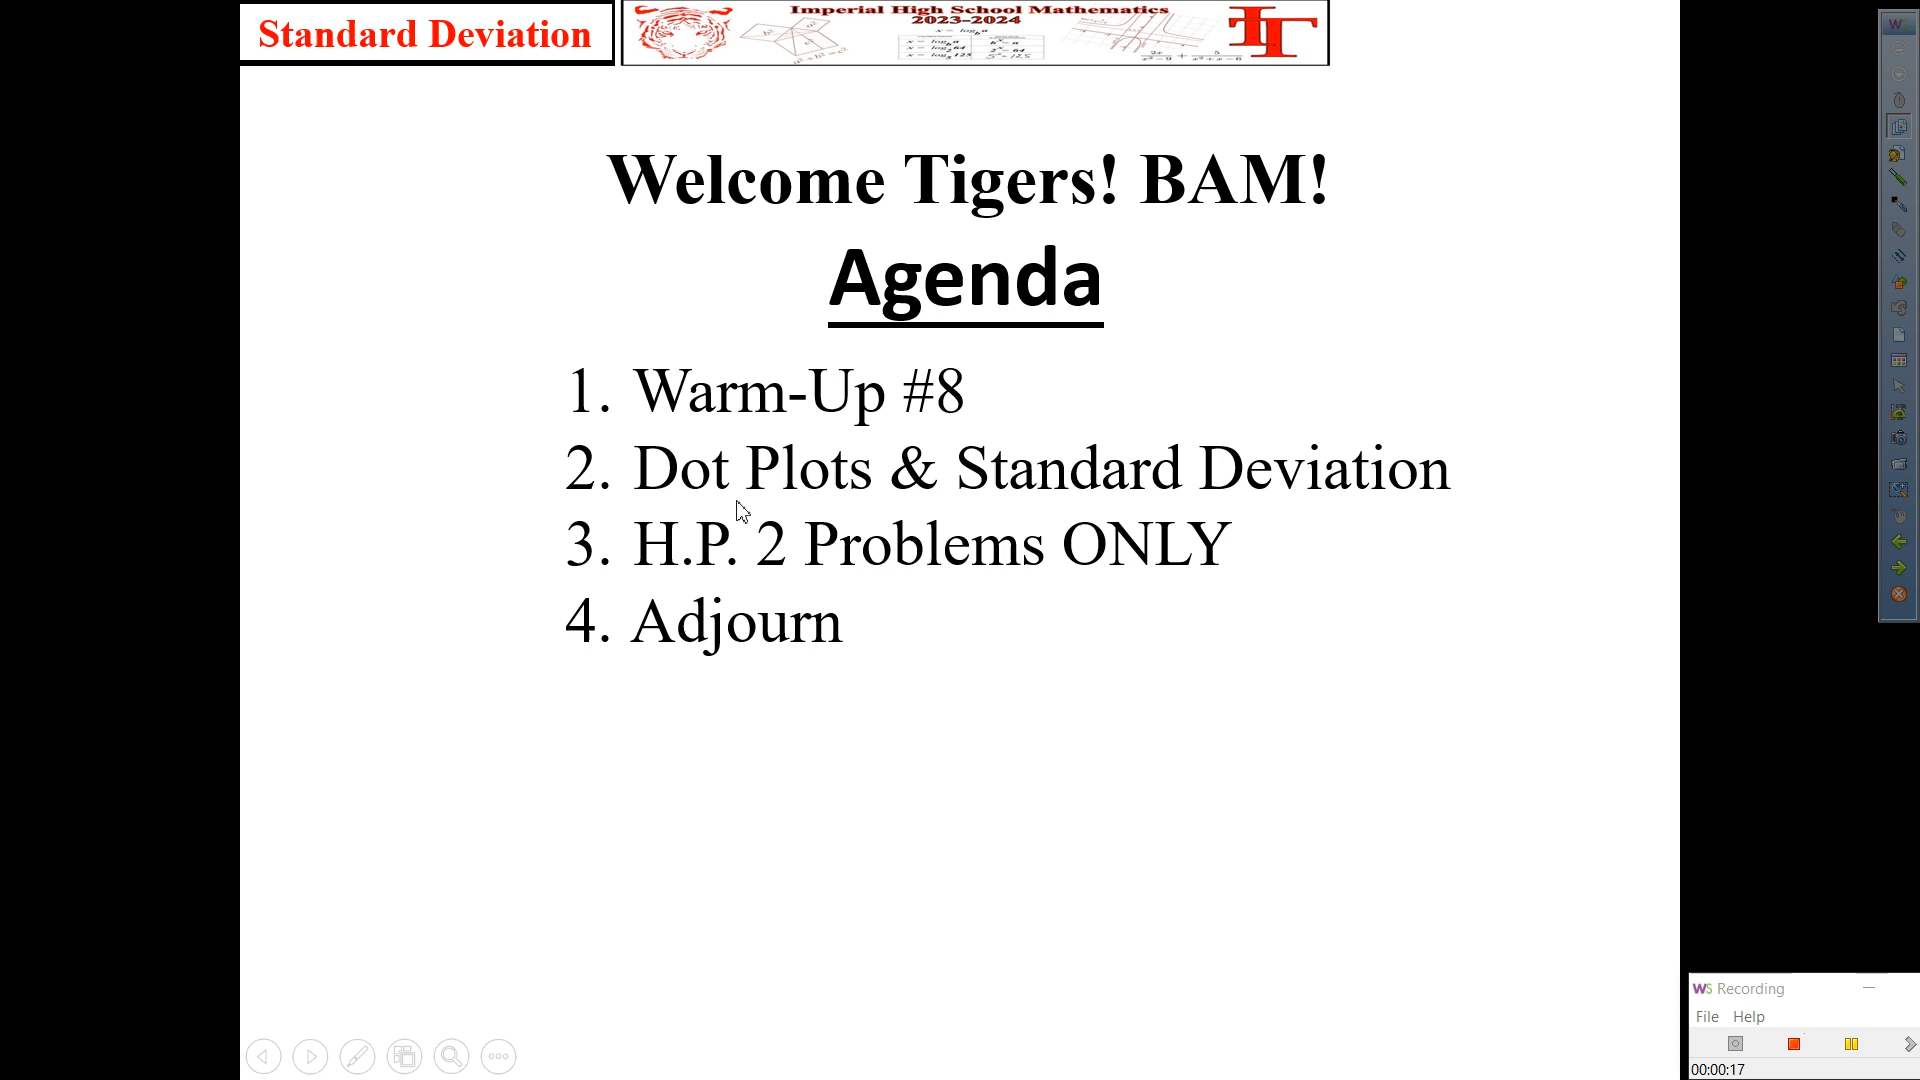 Standard Deviation
Imperial High School Mathematics
2023-2024
Welcome Tigers! BAM!
Agenda
1. Warm-Up #8
2. Dot Plots & Standard Deviation
3. H.P. 2 Problems ONLY
4. Adjourn
WS Recording
File Help
00:00:17